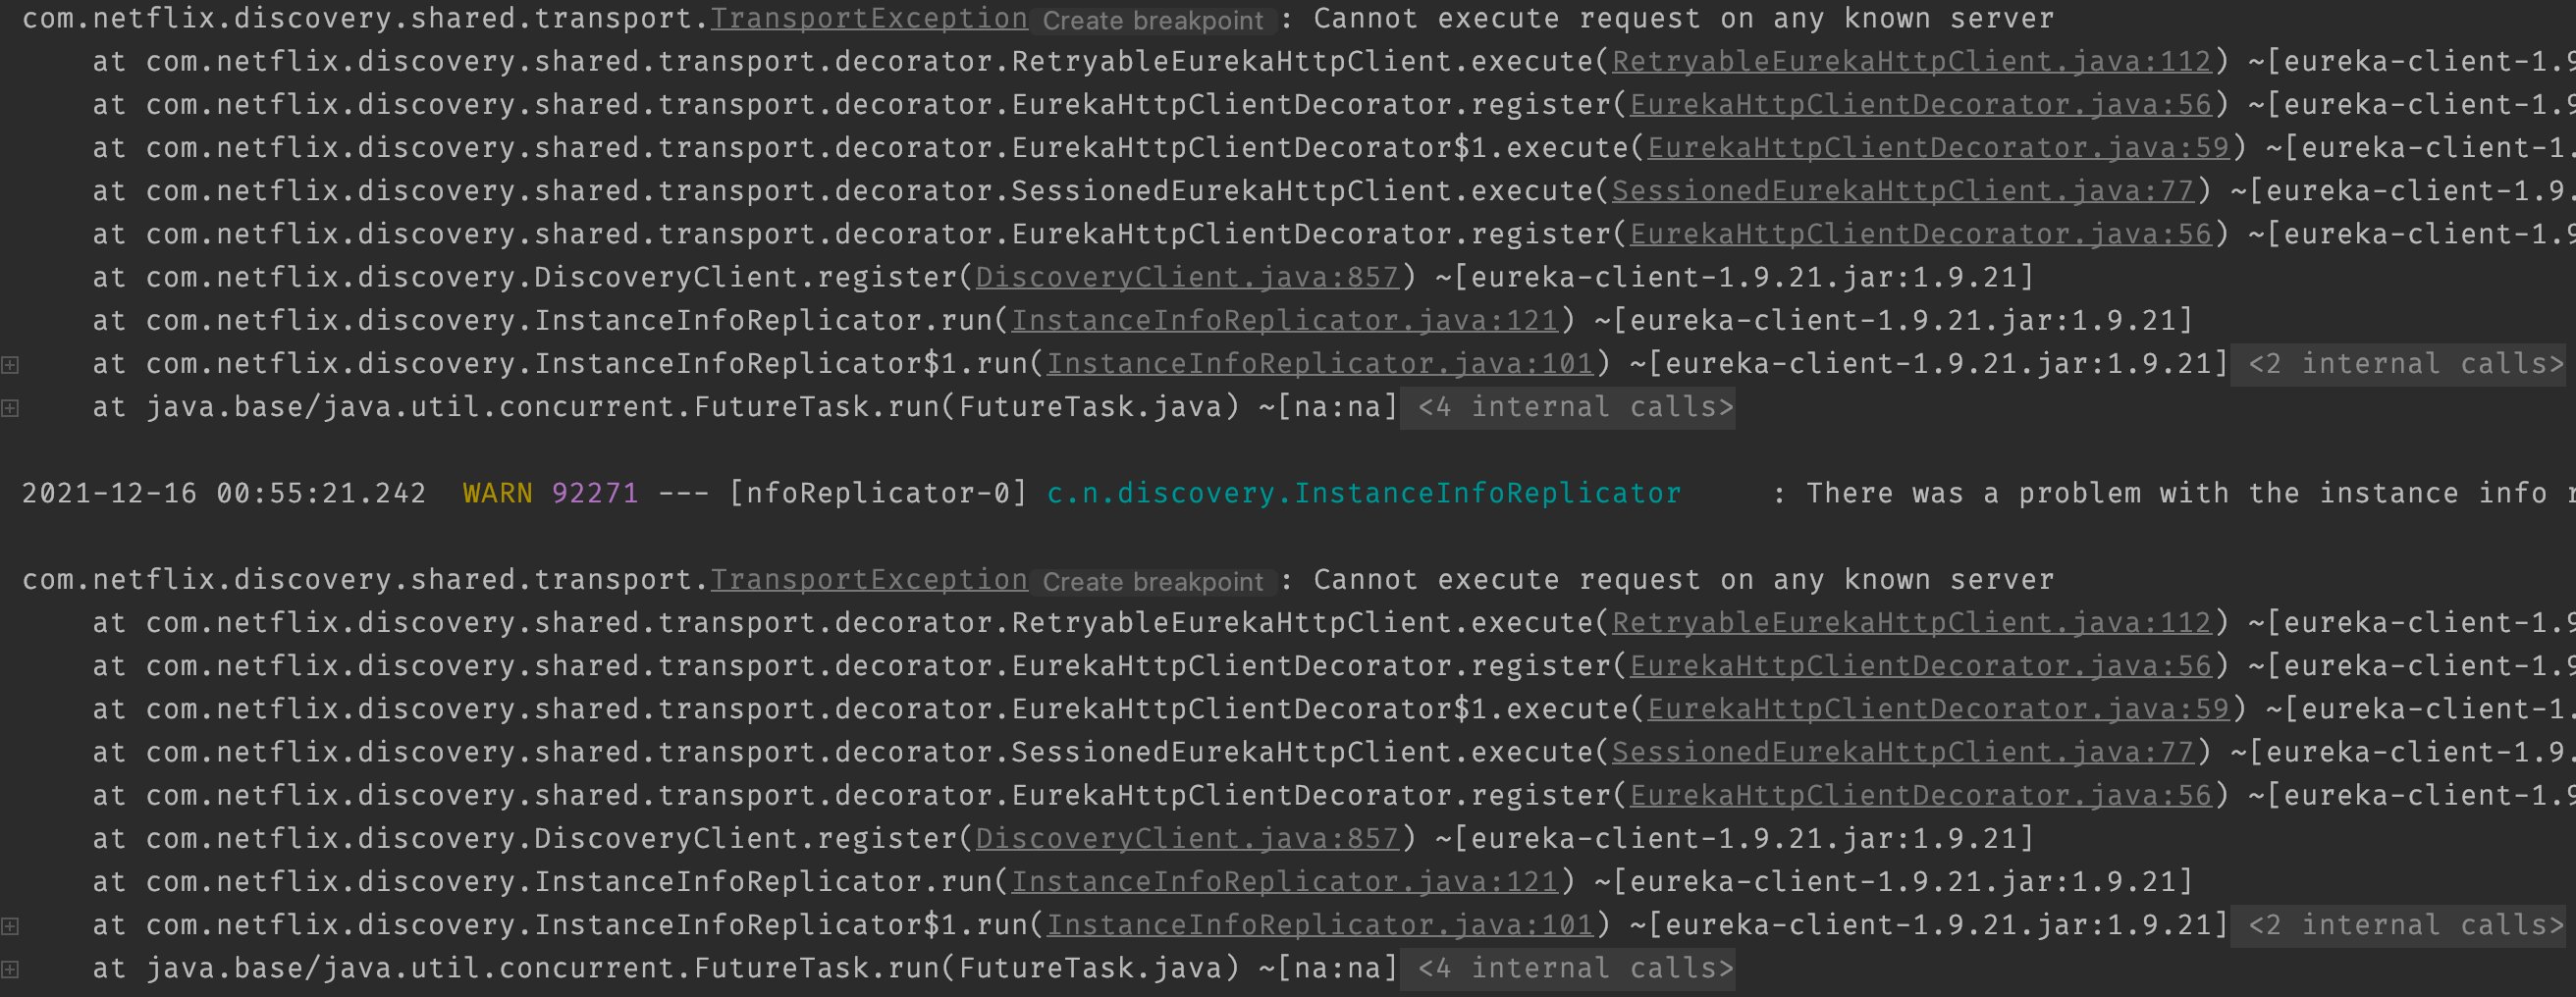 com.netflix.discovery.shared.transport.TransportException Create breakpoint : Cannot execute request on any known server
at com.netflix.discovery.shared.transport.decorator.RetryableEurekaHttpClient.execute(RetryableEurekaHttpClient.java:112) ~[eureka-client-1.9
at com.netflix.discovery.shared.transport.decorator.EurekaHttpClientDecorator.register(EurekaHttpClientDecorator.java:56) ~[eureka-client-1.9
at com.netflix.discovery.shared.transport.decorator.EurekaHttpClientDecorator$1.execute(EurekaHttpClientDecorator.java:59) ~[eureka-client-1.
at com.netflix.discovery.shared.transport.decorator.SessionedEurekaHttpClient.execute(SessionedEurekaHttpClient.java:77) ~[eureka-client-1.9.
at com.netflix.discovery.shared.transport.decorator.EurekaHttpClientDecorator.register(EurekaHttpClientDecorator.java:56) ~[eureka-client-1.9
at com.netflix.discovery.DiscoveryClient.register(DiscoveryClient.java:857) ~[eureka-client-1.9.21.jar:1.9.21]
at com.netflix.discovery.InstanceInfoReplicator.run(InstanceInfoReplicator.java:121) ~[eureka-client-1.9.21.jar:1.9.21]
at com.netflix.discovery.InstanceInfoReplicator$1.run(InstanceInfoReplicator.java:101) ~[eureka-client-1.9.21.jar:1.9.21] <2 internal calls>
at java.base/java.util.concurrent.FutureTask.run(FutureTask.java) ~[na:na] <4 internal calls>
2021-12-16 00:55:21.242  WARN 92271 --- [nfoReplicator-0] c.n.discovery.InstanceInfoReplicator     : There was a problem with the instance info r
com.netflix.discovery.shared.transport.TransportException Create breakpoint : Cannot execute request on any known server
at com.netflix.discovery.shared.transport.decorator.RetryableEurekaHttpClient.execute(RetryableEurekaHttpClient.java:112) ~[eureka-client-1.9
at com.netflix.discovery.shared.transport.decorator.EurekaHttpClientDecorator.register(EurekaHttpClientDecorator.java:56) ~[eureka-client-1.9
at com.netflix.discovery.shared.transport.decorator.EurekaHttpClientDecorator$1.execute(EurekaHttpClientDecorator.java:59) ~[eureka-client-1.
at com.netflix.discovery.shared.transport.decorator.SessionedEurekaHttpClient.execute(SessionedEurekaHttpClient.java:77) ~[eureka-client-1.9.
at com.netflix.discovery.shared.transport.decorator.EurekaHttpClientDecorator.register(EurekaHttpClientDecorator.java:56) ~[eureka-client-1.9
at com.netflix.discovery.DiscoveryClient.register(DiscoveryClient.java:857) ~[eureka-client-1.9.21.jar:1.9.21]
at com.netflix.discovery.InstanceInfoReplicator.run(InstanceInfoReplicator.java:121) ~[eureka-client-1.9.21.jar:1.9.21]
at com.netflix.discovery.InstanceInfoReplicator$1.run(InstanceInfoReplicator.java:101) ~[eureka-client-1.9.21.jar:1.9.21] <2 internal calls>
at java.base/java.util.concurrent.FutureTask.run(FutureTask.java) ~[na:na] <4 internal calls>